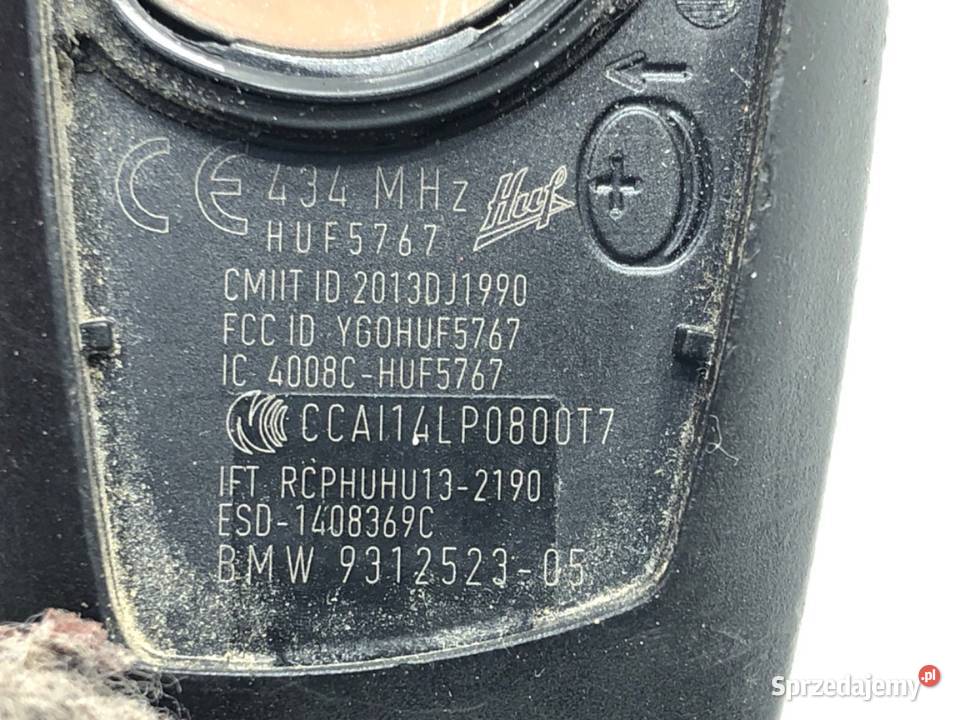 CE 434 MHz Huf
HUF5767
+
CMIIT ID 2013DJ1990
FCC ID YGOHUF5767
IC 4008C-HUF5767
CCAI14LP0800T7
IFT RCPHUHU13-2190
ESD-1408369C
BMW 9312523-05
Sprzedajemy.pl